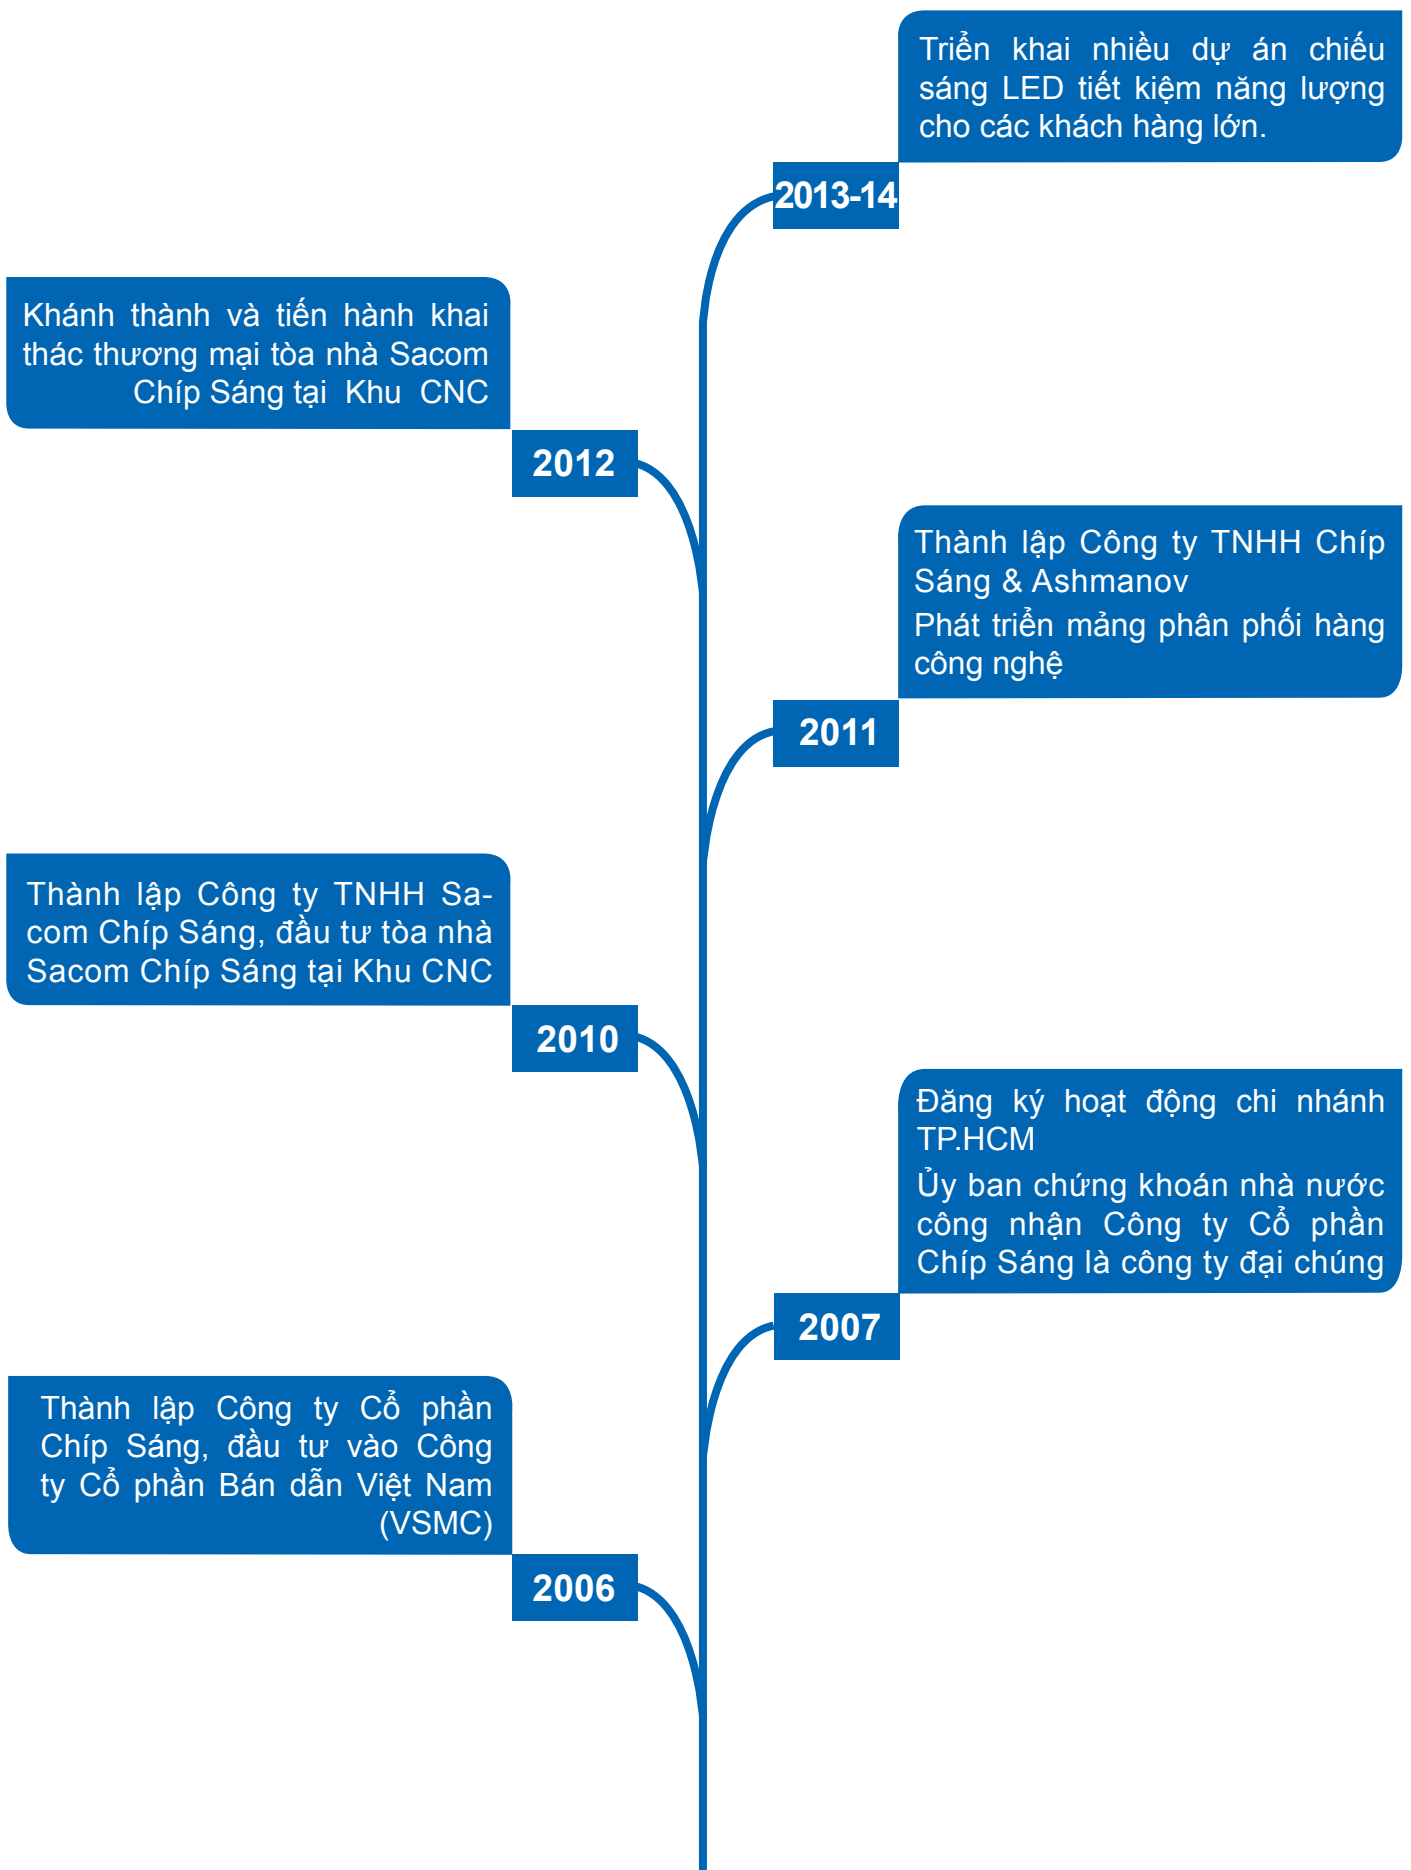 Triển khai nhiều dự án chiếu
sáng LED tiết kiệm năng lượng
cho các khách hàng lớn.
2013-14
Khánh thành và tiến hành khai
thác thương mại tòa nhà Sacom
Chíp Sáng tại Khu CNC
2012
Thành lập Công ty TNHH Chíp
Sáng & Ashmanov
Phát triển mảng phân phối hàng
công nghệ
2011
Thành lập Công ty TNHH Sa-
com Chíp Sáng, đầu tư tòa nhà
Sacom Chíp Sáng tại Khu CNC
2010
Đăng ký hoạt động chi nhánh
TP.HCM
Ủy ban chứng khoán nhà nước
công nhận Công ty Cổ phần
Chíp Sáng là công ty đại chúng
2007
Thành lập Công ty Cổ phần
Chíp Sáng, đầu tư vào Công
ty Cổ phần Bán dẫn Việt Nam
(VSMC)
2006